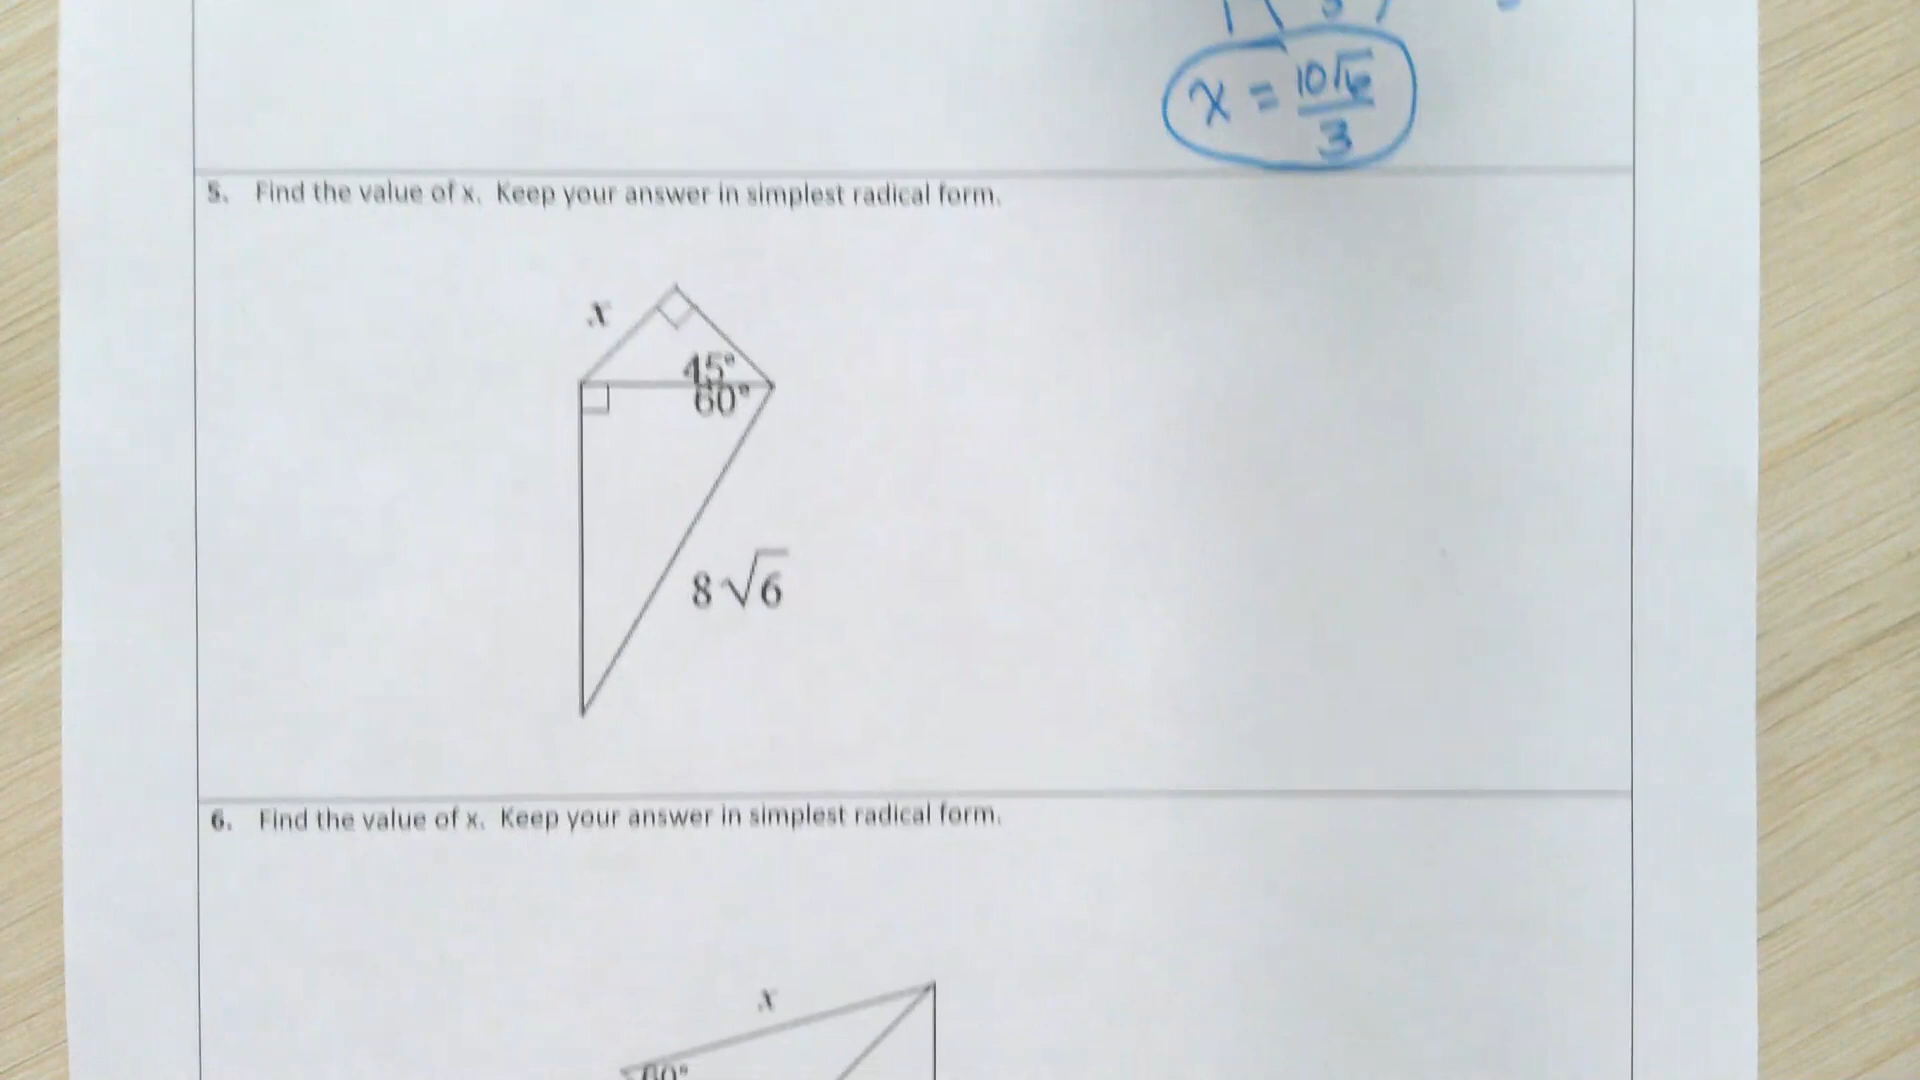 x = 10√6
3
5. Find the value of x. Keep your answer in simplest radical form.
x
45°
60°
8√6
6. Find the value of x. Keep your answer in simplest radical form.
x
60°